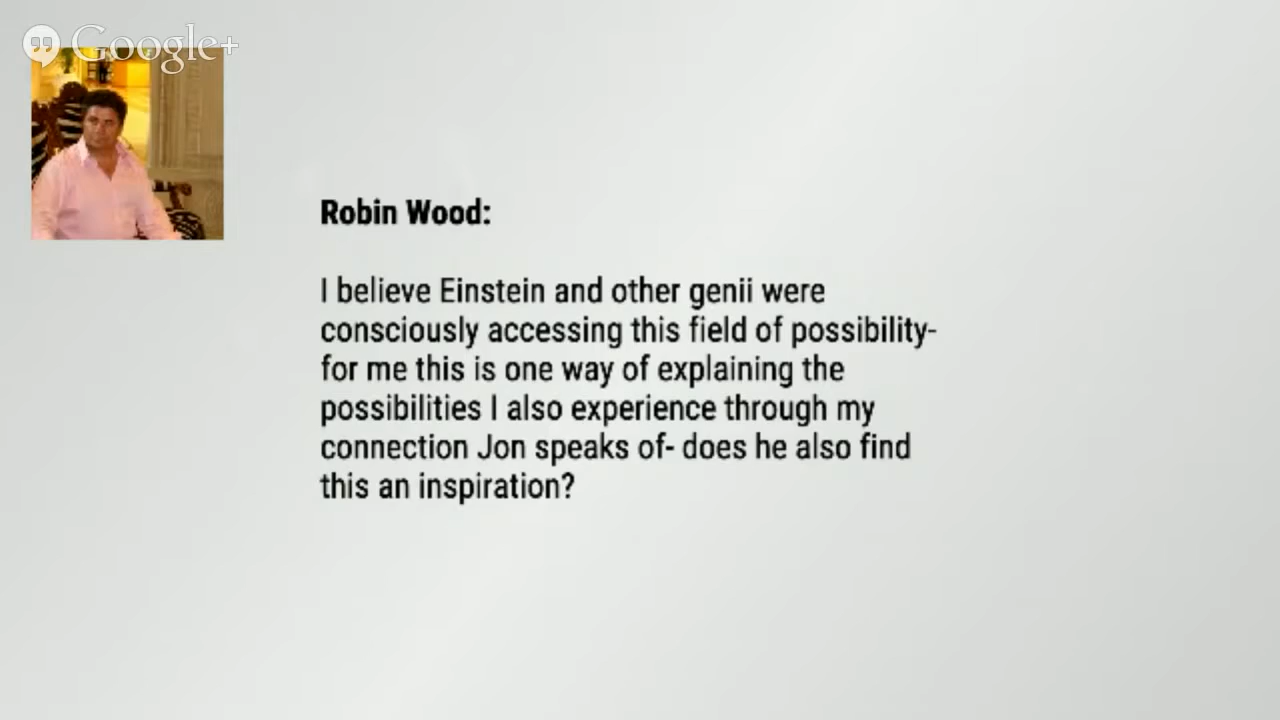 Google+
Robin Wood:
I believe Einstein and other genii were
consciously accessing this field of possibility-
for me this is one way of explaining the
possibilities I also experience through my
connection Jon speaks of- does he also find
this an inspiration?